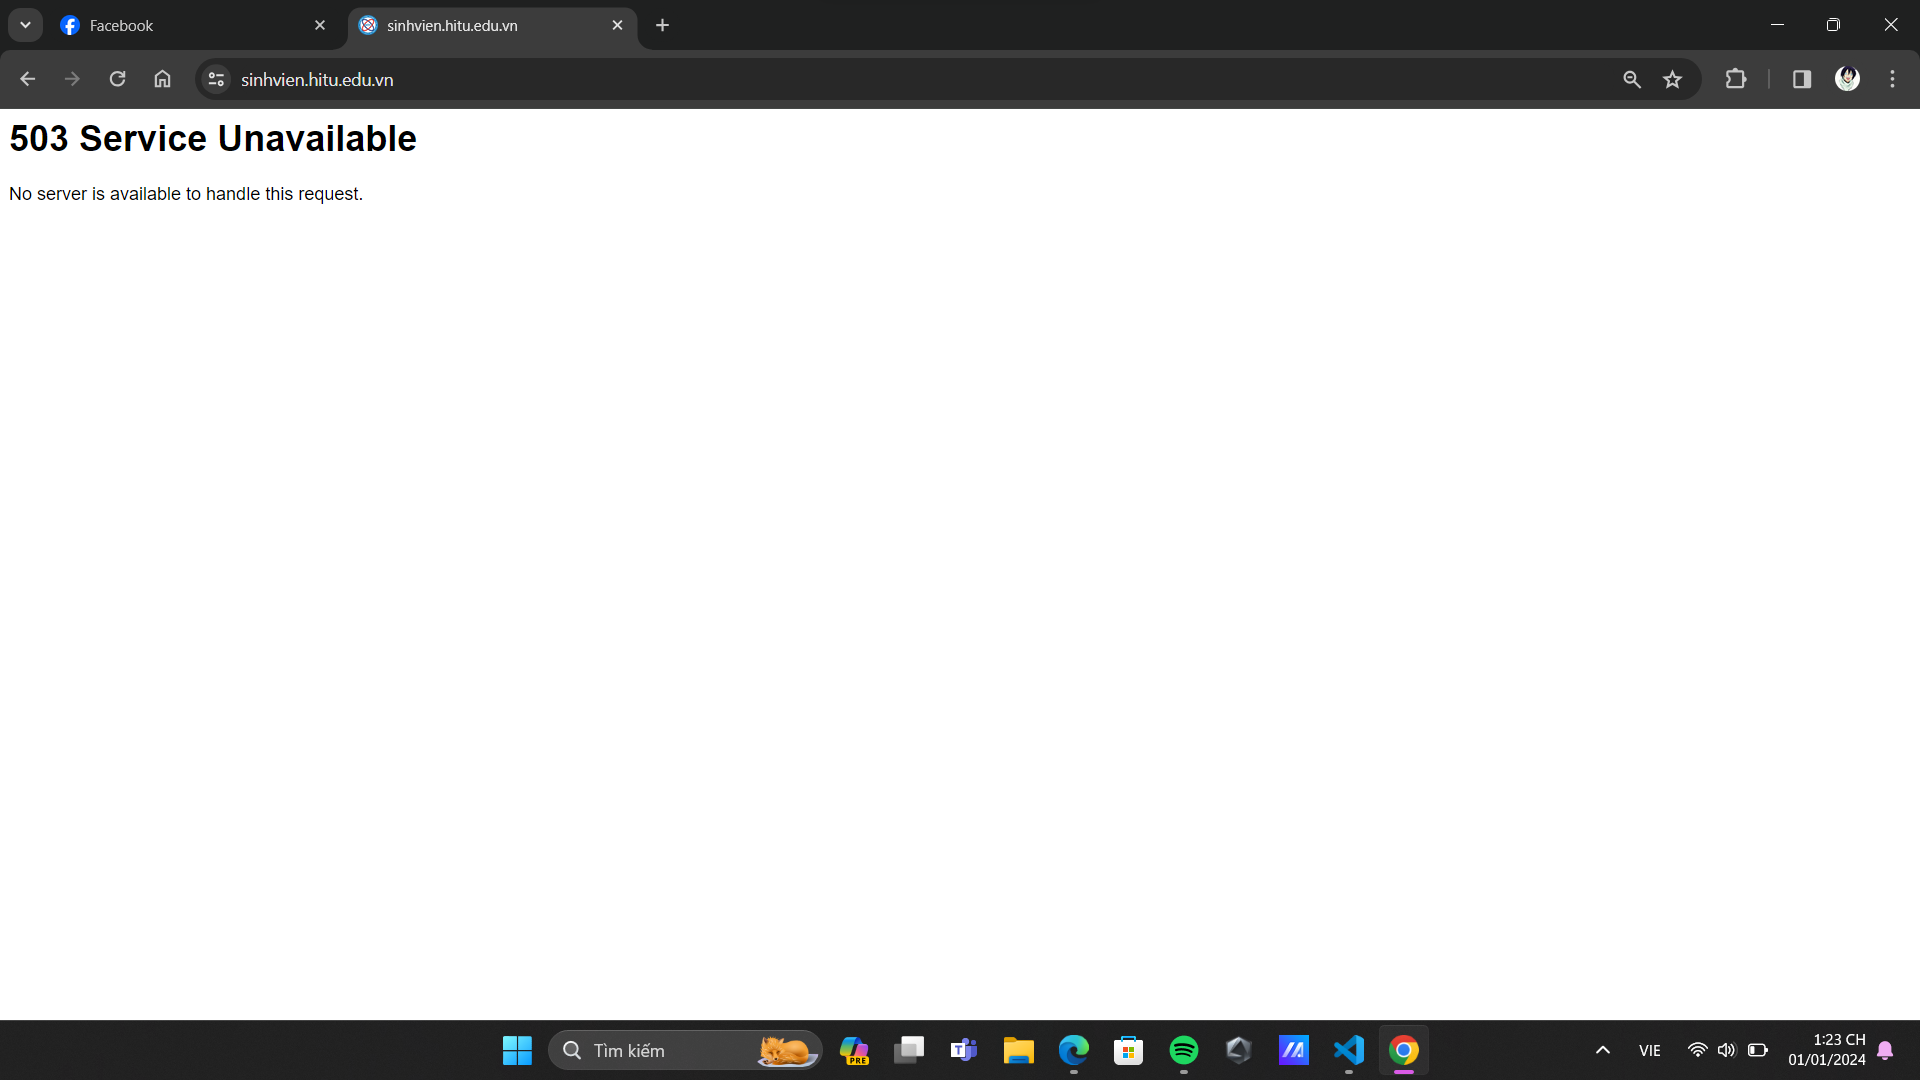 Facebook
sinhvien.hitu.edu.vn
sinhvien.hitu.edu.vn
503 Service Unavailable
No server is available to handle this request.
Tìm kiếm
PRE
T
VIE
1:23 CH
01/01/2024